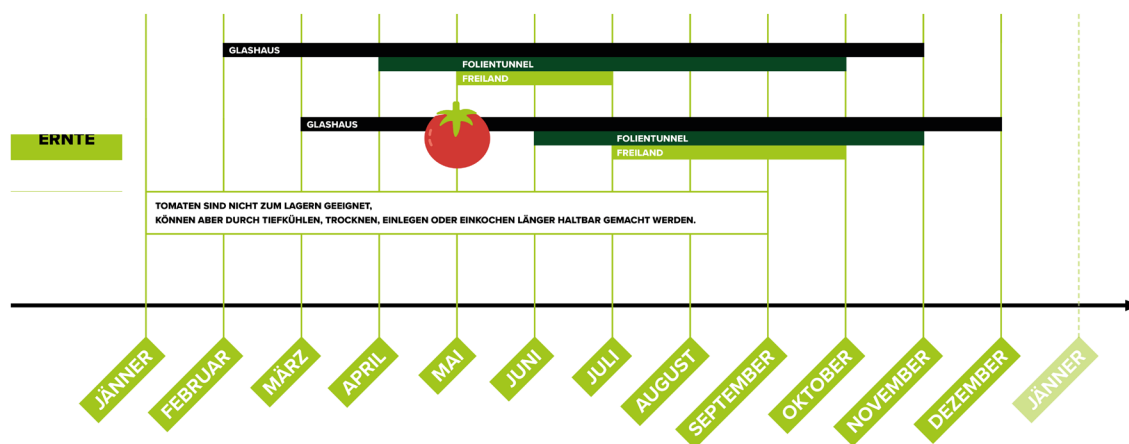 GLASHAUS
FOLIENTUNNEL
FREILAND
ERNTE
GLASHAUS
FOLIENTUNNEL
FREILAND
TOMATEN SIND NICHT ZUM LAGERN GEEIGNET,
KÖNNEN ABER DURCH TIEFKÜHLEN, TROCKNEN, EINLEGEN ODER EINKOCHEN LÄNGER HALTBAR GEMACHT WERDEN.
JÄNNER
FEBRUAR
MÄRZ
APRIL
MAI
JUNI
JULI
AUGUST
SEPTEMBER
OKTOBER
NOVEMBER
DEZEMBER
JÄNNER